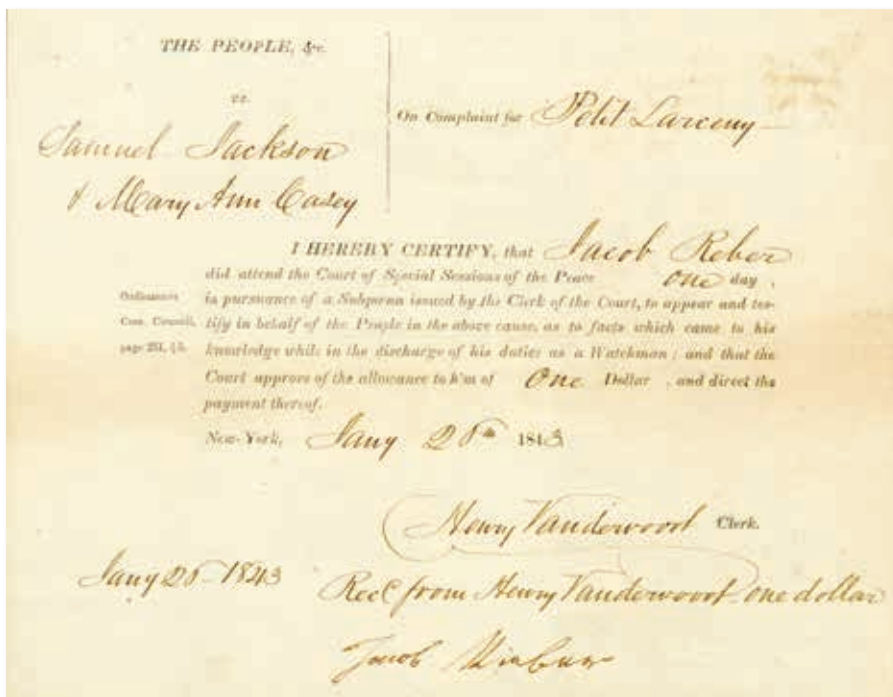 THE PEOPLE, &c.
vs.
Samuel Jackson
& Mary Ann Casey
On Complaint for Petit Larceny
I HEREBY CERTIFY, that Jacob Reber
did attend the Court of Special Sessions of the Peace one day,
in pursuance of a Subpœna issued by the Clerk of the Court, to appear and tes-
tify in behalf of the People in the above cause, as to facts which came to his
knowledge while in the discharge of his duties as a Watchman; and that the
Court approve of the allowance to him of One Dollar, and direct the
payment thereof.
Ordinances
Com. Council,
page 251,
New-York, Jany 1843
Henry Vandervoort Clerk.
Jany 1843
Recd from Henry Vandervoort one dollar
Jacob